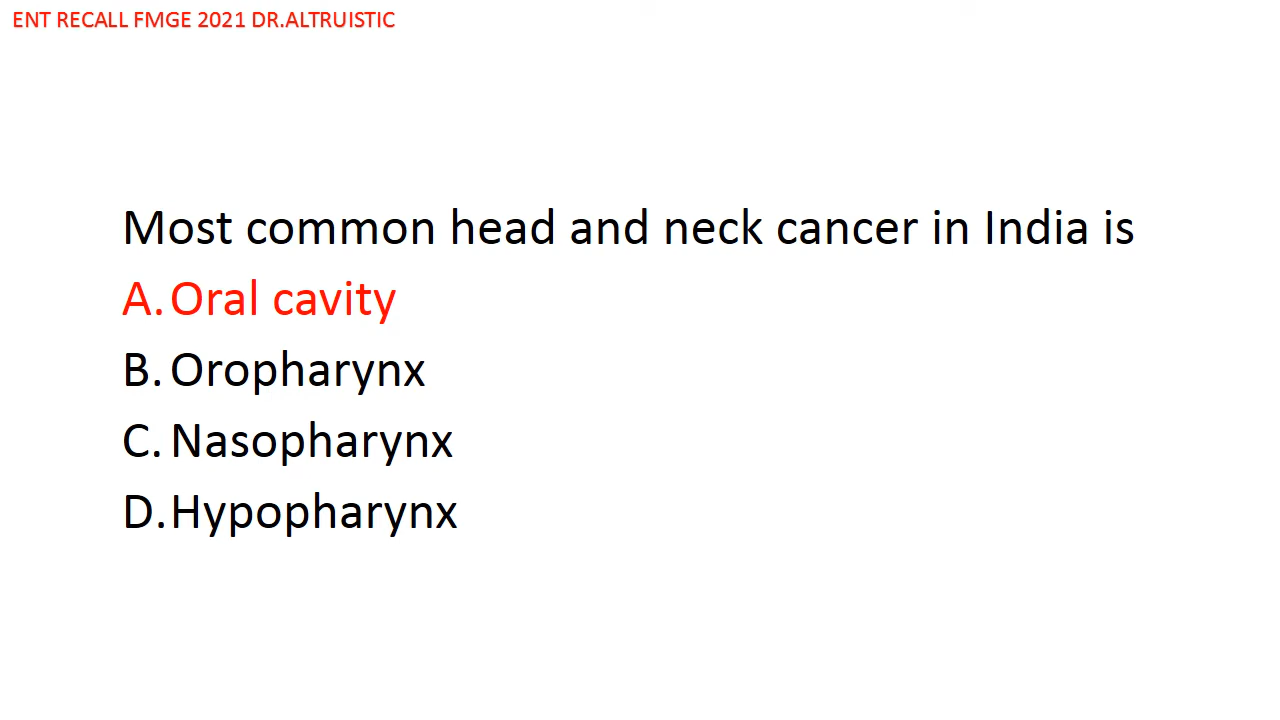 ENT RECALL FMGE 2021 DR.ALTRUISTIC
Most common head and neck cancer in India is
A. Oral cavity
B. Oropharynx
C. Nasopharynx
D. Hypopharynx